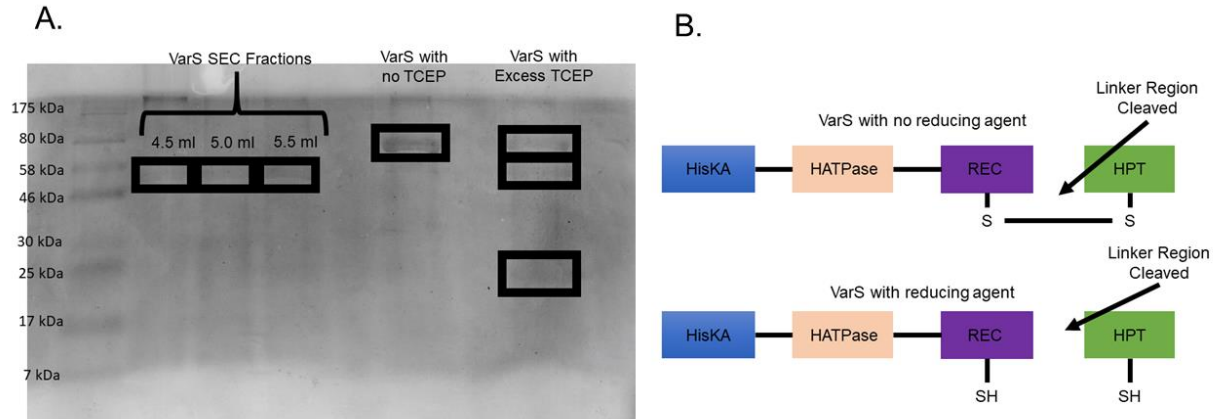 A.
VarS SEC Fractions
VarS with
no TCEP
VarS with
Excess TCEP
4.5 ml 5.0 ml 5.5 ml
175 kDa
80 kDa
58 kDa
46 kDa
30 kDa
25 kDa
17 kDa
7 kDa
B.
Linker Region
Cleaved
VarS with no reducing agent
HisKA HATPase REC HPT
S S
Linker Region
Cleaved
VarS with reducing agent
HisKA HATPase REC HPT
SH SH